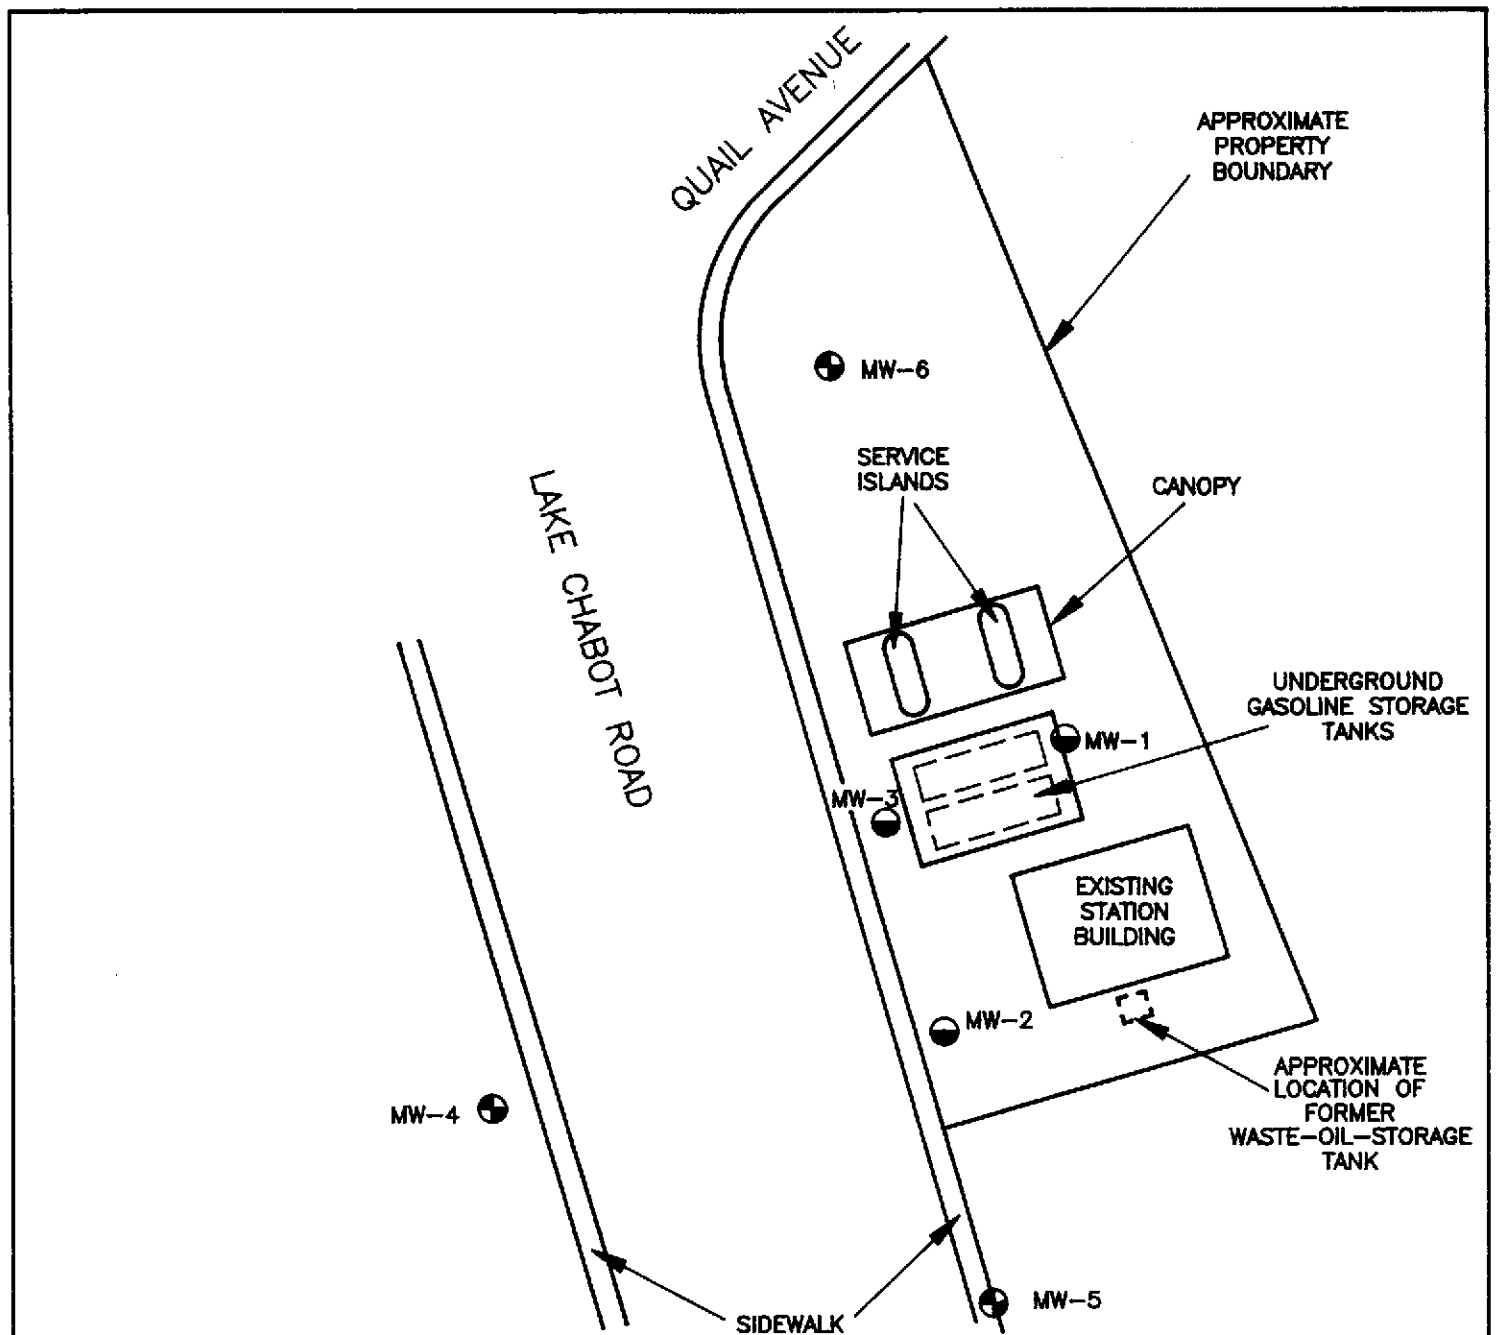 QUAIL AVENUE
APPROXIMATE
PROPERTY
BOUNDARY
MW-6
SERVICE
ISLANDS
CANOPY
LAKE CHABOT ROAD
UNDERGROUND
GASOLINE STORAGE
TANKS
MW-1
MW-3
EXISTING
STATION
BUILDING
MW-2
APPROXIMATE
LOCATION OF
FORMER
WASTE-OIL-STORAGE
TANK
MW-4
MW-5
SIDEWALK